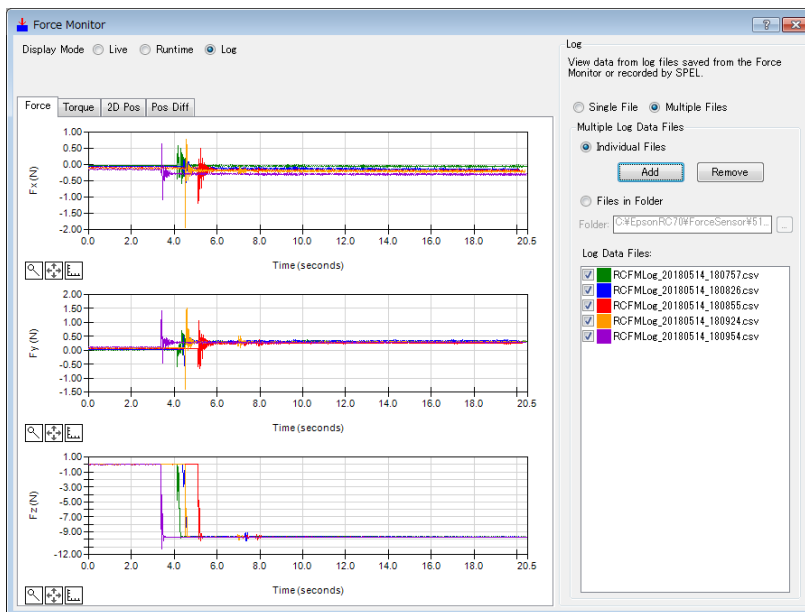 Force Monitor
Display Mode Live Runtime Log
Force Torque 2D Pos Pos Diff
Fx (N)
1.00
0.50
0.00
-0.50
-1.00
-1.50
-2.00
0.0 2.0 4.0 6.0 8.0 10.0 12.0 14.0 16.0 18.0 20.5
Time (seconds)
Fy (N)
2.00
1.50
1.00
0.50
0.00
-0.50
-1.00
-1.50
0.0 2.0 4.0 6.0 8.0 10.0 12.0 14.0 16.0 18.0 20.5
Time (seconds)
Fz (N)
1.00
-1.00
-3.00
-5.00
-7.00
-9.00
-12.00
0.0 2.0 4.0 6.0 8.0 10.0 12.0 14.0 16.0 18.0 20.5
Time (seconds)
Log
View data from log files saved from the Force
Monitor or recorded by SPEL.
Single File Multiple Files
Multiple Log Data Files
Individual Files
Add Remove
Files in Folder
Folder: C:¥EpsonRC70¥ForceSensor¥51... ...
Log Data Files:
RCFMLog_20180514_180757.csv
RCFMLog_20180514_180826.csv
RCFMLog_20180514_180855.csv
RCFMLog_20180514_180924.csv
RCFMLog_20180514_180954.csv